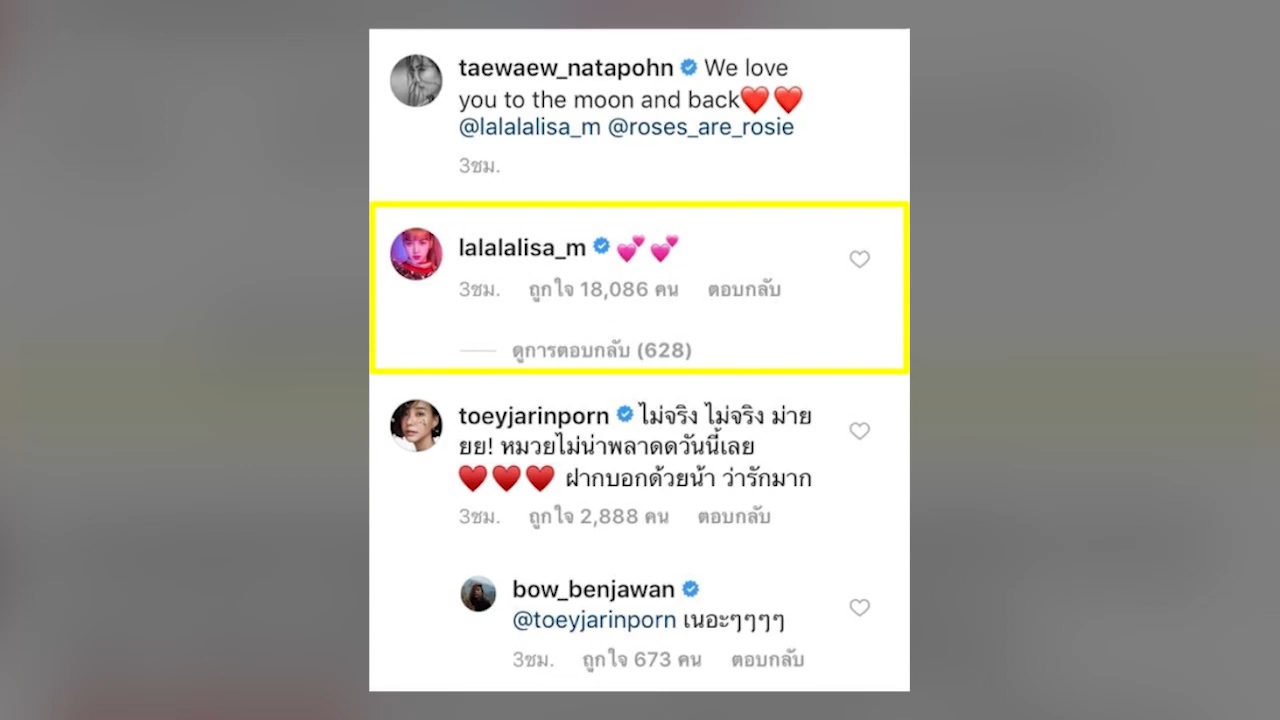 taewaew_natapohn We love
you to the moon and back❤️❤️
@lalalalisa_m @roses_are_rosie
3ชม.
lalalalisa_m 💕💕
3ชม. ถูกใจ 18,086 คน ตอบกลับ
ดูการตอบกลับ (628)
toeyjarinporn ไม่จริง ไม่จริง ม่าย
ยย! หมวยไม่น่าพลาดดวันนี้เลย
♥️♥️♥️ ฝากบอกด้วยน้า ว่ารักมาก
3ชม. ถูกใจ 2,888 คน ตอบกลับ
bow_benjawan
@toeyjarinporn เนอะๆๆๆๆ
3ชม. ถูกใจ 673 คน ตอบกลับ